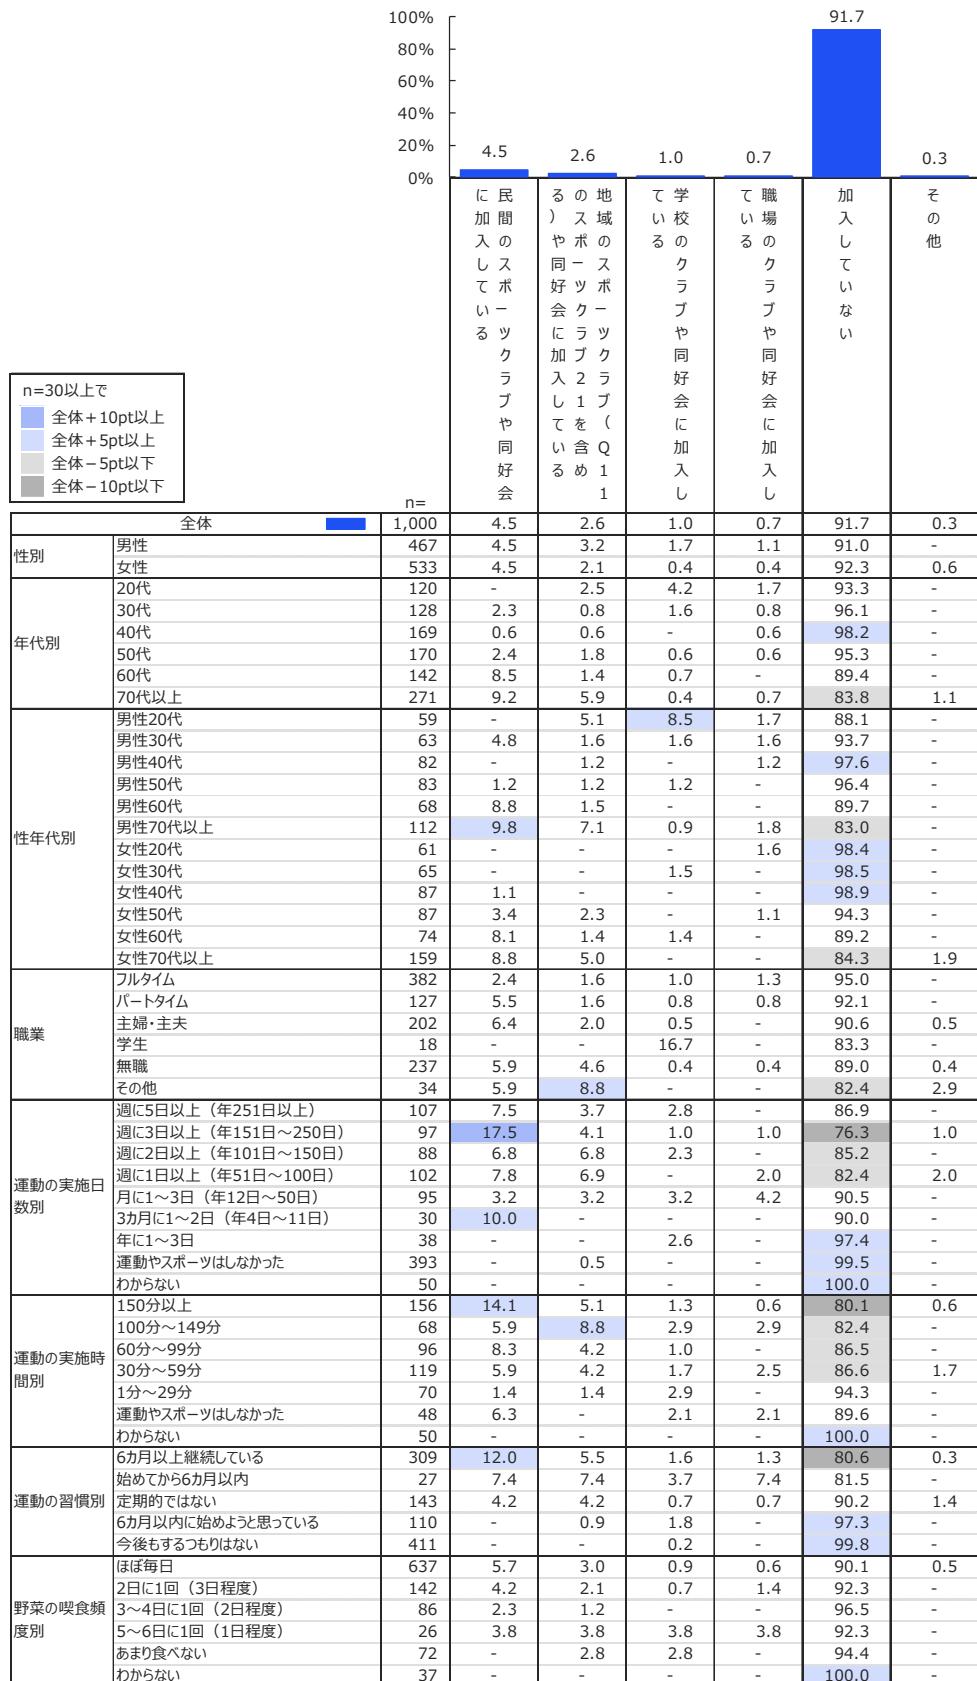 100%
80%
60%
40%
20%
0%
4.5 2.6 1.0 0.7 91.7 0.3
民間のスポーツクラブや同好会
に加入している
地域のスポーツクラブ（Q11
のスポーツクラブ21を含め
る）や同好会に加入している
学校のクラブや同好会に加入し
ている
職場のクラブや同好会に加入し
ている
加入していない
その他
n=30以上で
全体＋10pt以上
全体＋5pt以上
全体－5pt以下
全体－10pt以下
n=
全体 1,000 4.5 2.6 1.0 0.7 91.7 0.3
性別
男性 467 4.5 3.2 1.7 1.1 91.0 -
女性 533 4.5 2.1 0.4 0.4 92.3 0.6
年代別
20代 120 - 2.5 4.2 1.7 93.3 -
30代 128 2.3 0.8 1.6 0.8 96.1 -
40代 169 0.6 0.6 - 0.6 98.2 -
50代 170 2.4 1.8 0.6 0.6 95.3 -
60代 142 8.5 1.4 0.7 - 89.4 -
70代以上 271 9.2 5.9 0.4 0.7 83.8 1.1
性年代別
男性20代 59 - 5.1 8.5 1.7 88.1 -
男性30代 63 4.8 1.6 1.6 1.6 93.7 -
男性40代 82 - 1.2 - 1.2 97.6 -
男性50代 83 1.2 1.2 1.2 - 96.4 -
男性60代 68 8.8 1.5 - - 89.7 -
男性70代以上 112 9.8 7.1 0.9 1.8 83.0 -
女性20代 61 - - - 1.6 98.4 -
女性30代 65 - - 1.5 - 98.5 -
女性40代 87 1.1 - - - 98.9 -
女性50代 87 3.4 2.3 - 1.1 94.3 -
女性60代 74 8.1 1.4 1.4 - 89.2 -
女性70代以上 159 8.8 5.0 - - 84.3 1.9
職業
フルタイム 382 2.4 1.6 1.0 1.3 95.0 -
パートタイム 127 5.5 1.6 0.8 0.8 92.1 -
主婦・主夫 202 6.4 2.0 0.5 - 90.6 0.5
学生 18 - - 16.7 - 83.3 -
無職 237 5.9 4.6 0.4 0.4 89.0 0.4
その他 34 5.9 8.8 - - 82.4 2.9
運動の実施日
数別
週に5日以上（年251日以上） 107 7.5 3.7 2.8 - 86.9 -
週に3日以上（年151日～250日） 97 17.5 4.1 1.0 1.0 76.3 1.0
週に2日以上（年101日～150日） 88 6.8 6.8 2.3 - 85.2 -
週に1日以上（年51日～100日） 102 7.8 6.9 - 2.0 82.4 2.0
月に1～3日（年12日～50日） 95 3.2 3.2 3.2 4.2 90.5 -
3カ月に1～2日（年4日～11日） 30 10.0 - - - 90.0 -
年に1～3日 38 - - 2.6 - 97.4 -
運動やスポーツはしなかった 393 - 0.5 - - 99.5 -
わからない 50 - - - - 100.0 -
運動の実施時
間別
150分以上 156 14.1 5.1 1.3 0.6 80.1 0.6
100分～149分 68 5.9 8.8 2.9 2.9 82.4 -
60分～99分 96 8.3 4.2 1.0 - 86.5 -
30分～59分 119 5.9 4.2 1.7 2.5 86.6 1.7
1分～29分 70 1.4 1.4 2.9 - 94.3 -
運動やスポーツはしなかった 48 6.3 - 2.1 2.1 89.6 -
わからない 50 - - - - 100.0 -
運動の習慣別
6カ月以上継続している 309 12.0 5.5 1.6 1.3 80.6 0.3
始めてから6カ月以内 27 7.4 7.4 3.7 7.4 81.5 -
定期的ではない 143 4.2 4.2 0.7 0.7 90.2 1.4
6カ月以内に始めようと思っている 110 - 0.9 1.8 - 97.3 -
今後もするつもりはない 411 - - 0.2 - 99.8 -
野菜の喫食頻
度別
ほぼ毎日 637 5.7 3.0 0.9 0.6 90.1 0.5
2日に1回（3日程度） 142 4.2 2.1 0.7 1.4 92.3 -
3～4日に1回（2日程度） 86 2.3 1.2 - - 96.5 -
5～6日に1回（1日程度） 26 3.8 3.8 3.8 3.8 92.3 -
あまり食べない 72 - 2.8 2.8 - 94.4 -
わからない 37 - - - - 100.0 -